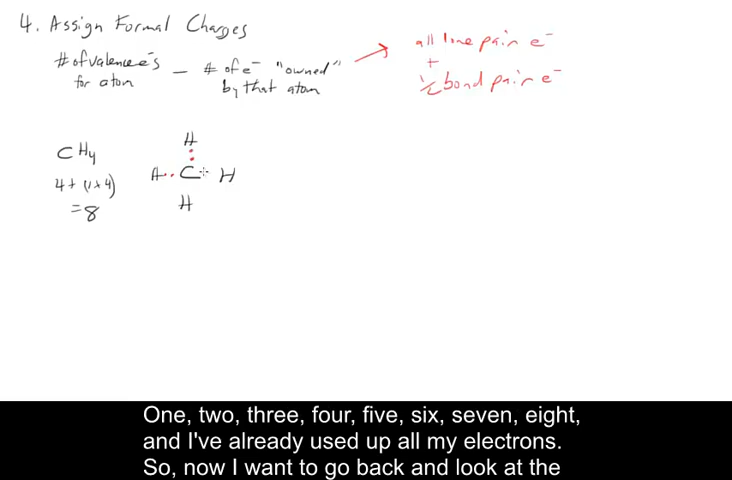 4. Assign Formal Charges
# of valence e⁻s — # of e⁻ "owned"
for atom by that atom
all lone pair e⁻
+
1/2 bond pair e⁻
CH4
4 + (1x4)
= 8
H
H C H
H
One, two, three, four, five, six, seven, eight,
and I've already used up all my electrons.
So, now I want to go back and look at the